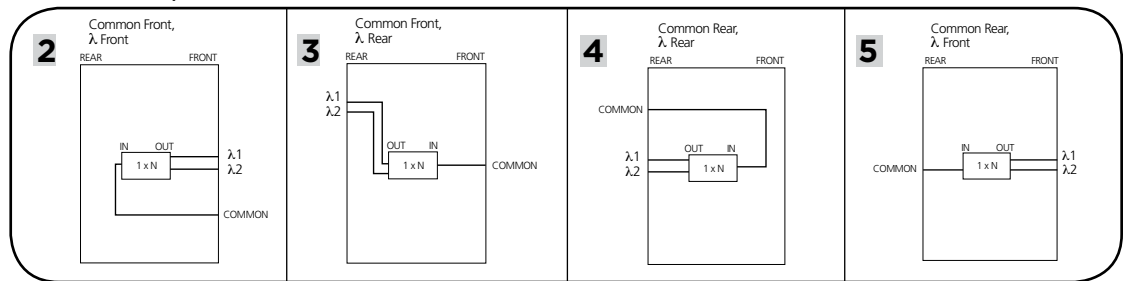 2
Common Front,
λ Front
REAR FRONT
IN OUT
1 x N
λ1
λ2
COMMON
3
Common Front,
λ Rear
REAR FRONT
λ1
λ2
OUT IN
1 x N
COMMON
4
Common Rear,
λ Rear
REAR FRONT
COMMON
OUT IN
λ1
λ2
1 x N
5
Common Rear,
λ Front
REAR FRONT
IN OUT
COMMON
1 x N
λ1
λ2